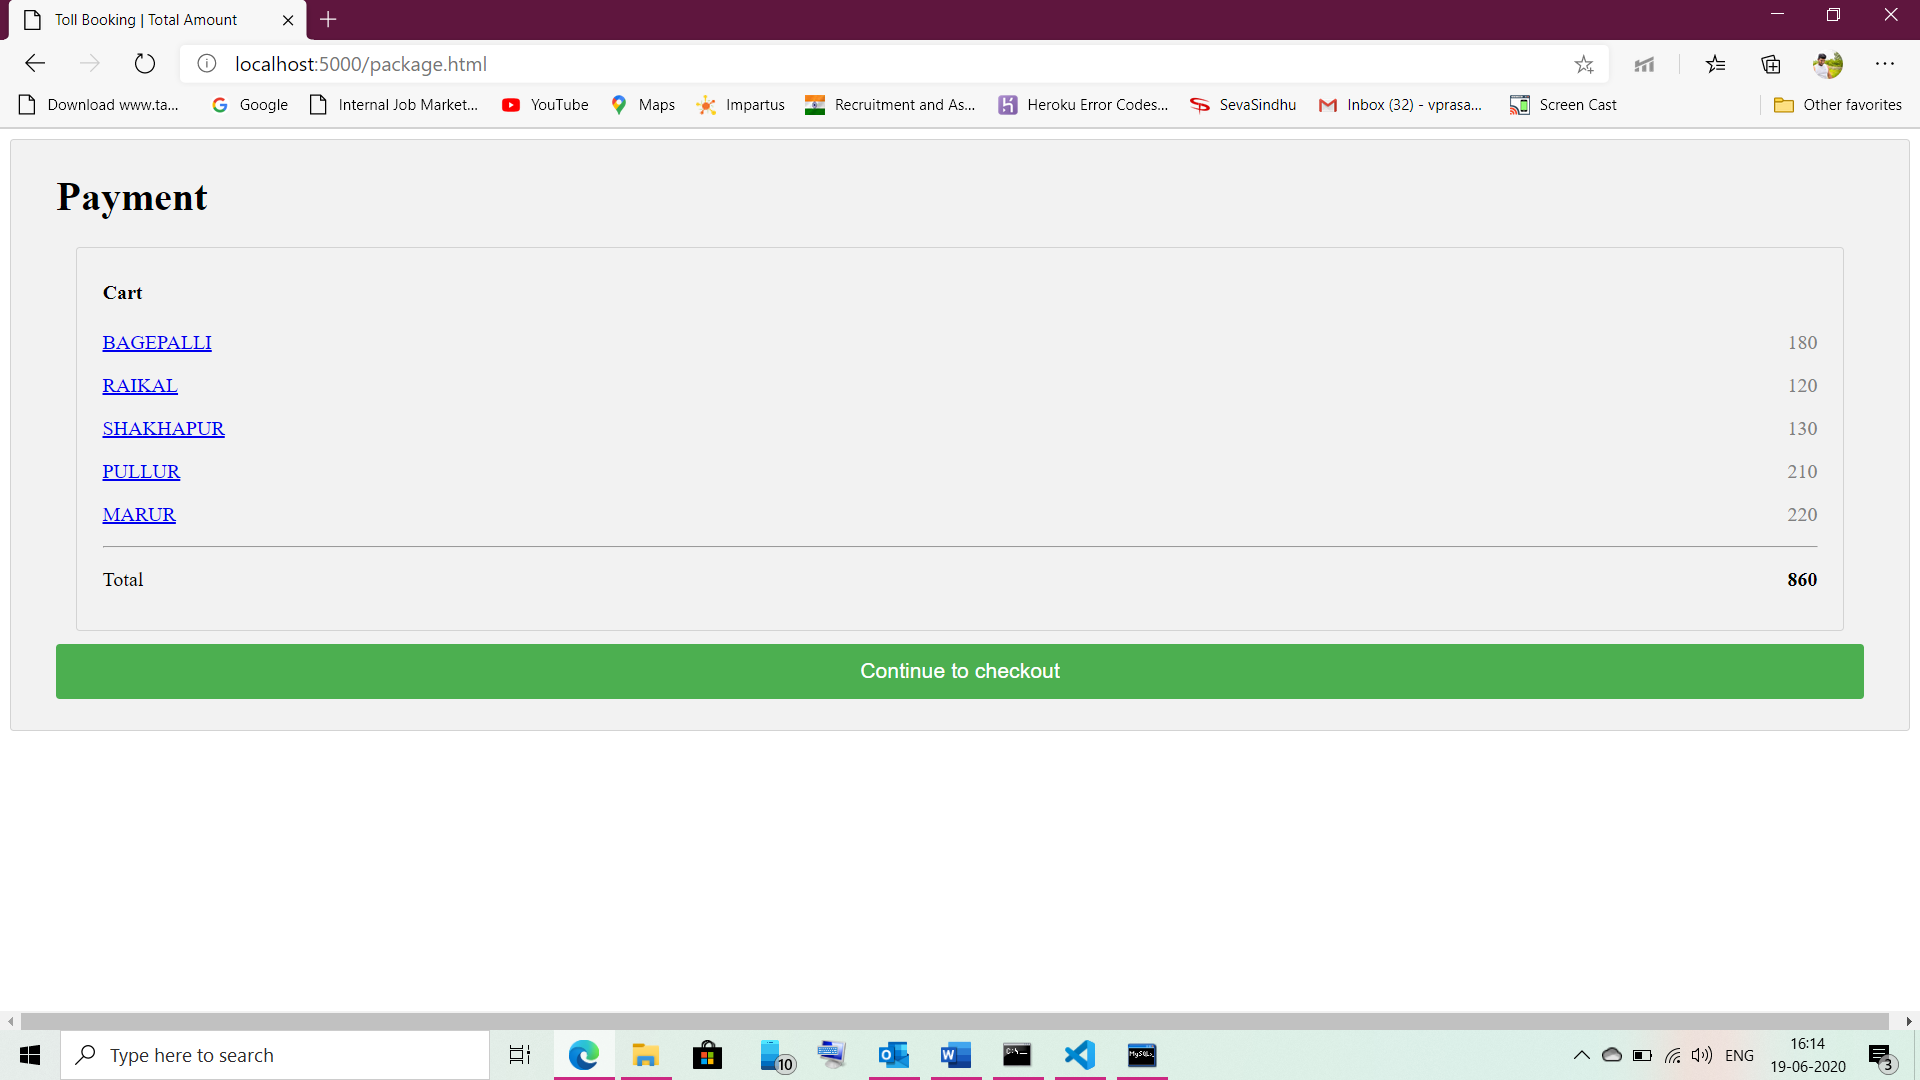 Toll Booking | Total Amount
localhost:5000/package.html
Download www.ta...
Google
Internal Job Market...
YouTube
Maps
Impartus
Recruitment and As...
Heroku Error Codes...
SevaSindhu
Inbox (32) - vprasa...
Screen Cast
Other favorites
Payment
Cart
BAGEPALLI 180
RAIKAL 120
SHAKHAPUR 130
PULLUR 210
MARUR 220
Total 860
Continue to checkout
Type here to search
10
C:\_
MySQL
ENG
16:14
19-06-2020
3